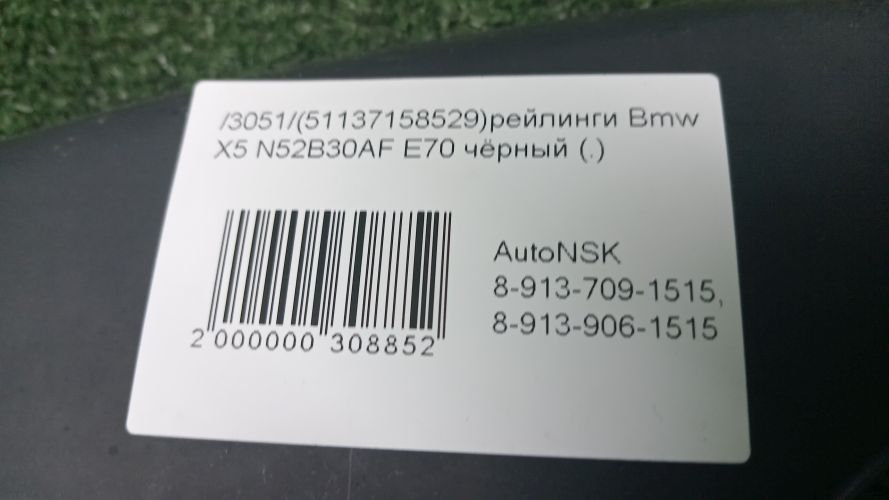 /3051/(51137158529)рейлинги Bmw
X5 N52B30AF E70 чёрный (.)
AutoNSK
8-913-709-1515,
8-913-906-1515
2 000000 308852